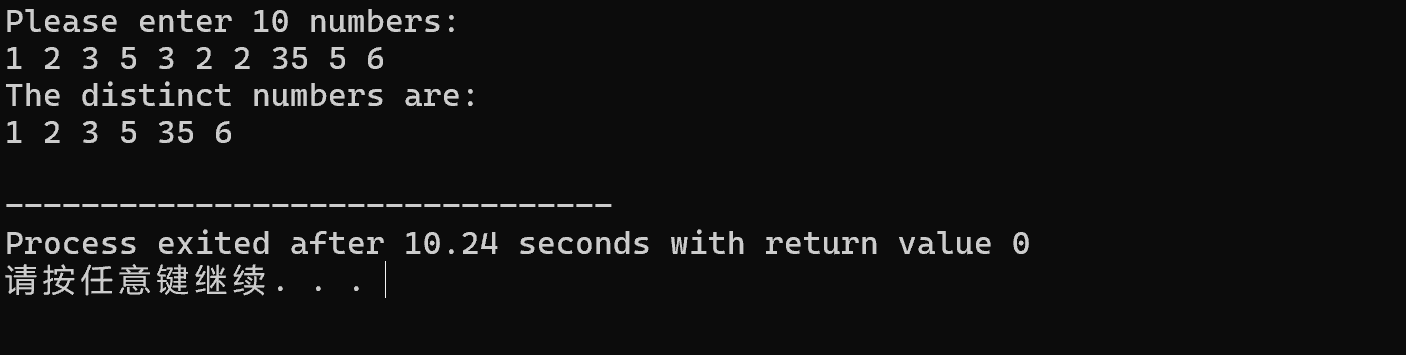 Please enter 10 numbers:
1 2 3 5 3 2 2 35 5 6
The distinct numbers are:
1 2 3 5 35 6
--------------------------------
Process exited after 10.24 seconds with return value 0
请按任意键继续. . .